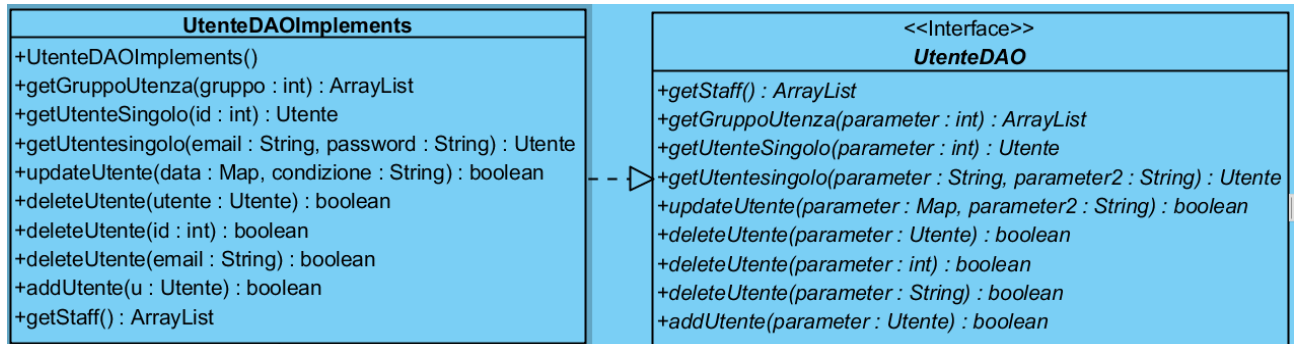 UtenteDAOImplements
+UtenteDAOImplements()
+getGruppoUtenza(gruppo : int) : ArrayList
+getUtenteSingolo(id : int) : Utente
+getUtentesingolo(email : String, password : String) : Utente
+updateUtente(data : Map, condizione : String) : boolean
+deleteUtente(utente : Utente) : boolean
+deleteUtente(id : int) : boolean
+deleteUtente(email : String) : boolean
+addUtente(u : Utente) : boolean
+getStaff() : ArrayList
<<Interface>>
UtenteDAO
+getStaff() : ArrayList
+getGruppoUtenza(parameter : int) : ArrayList
+getUtenteSingolo(parameter : int) : Utente
+getUtentesingolo(parameter : String, parameter2 : String) : Utente
+updateUtente(parameter : Map, parameter2 : String) : boolean
+deleteUtente(parameter : Utente) : boolean
+deleteUtente(parameter : int) : boolean
+deleteUtente(parameter : String) : boolean
+addUtente(parameter : Utente) : boolean